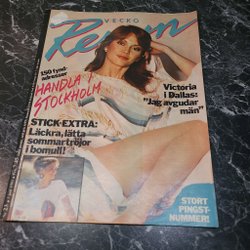 VECKO
Revyn
150 fynd-
adresser
HANDLA I
STOCKHOLM
Victoria
i Dallas:
"Jag avgudar
män"
STICK-EXTRA:
Läckra, lätta
sommartröjor
i bomull!
STORT
PINGST-
NUMMER!